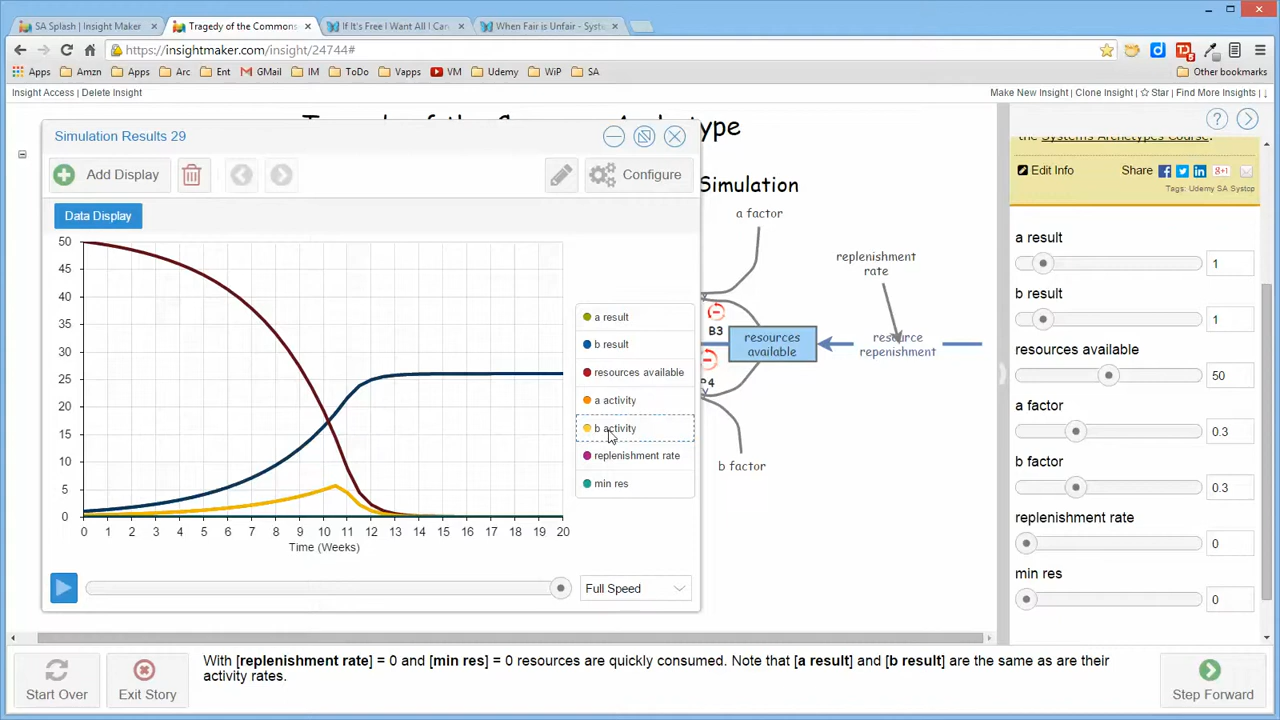 SA Splash | Insight Maker
Tragedy of the Commons
If It's Free I Want All I Can
When Fair is Unfair - Syste
https://insightmaker.com/insight/24744#
Apps
Amzn
Apps
Arc
Ent
GMail
IM
ToDo
Vapps
VM
Udemy
WiP
SA
Other bookmarks
Insight Access | Delete Insight
Make New Insight | Clone Insight | Star | Find More Insights |
Simulation Results 29
Add Display
Configure
Data Display
50
45
40
35
30
25
20
15
10
5
0
0 1 2 3 4 5 6 7 8 9 10 11 12 13 14 15 16 17 18 19 20
Time (Weeks)
a result
b result
resources available
a activity
b activity
replenishment rate
min res
Full Speed
Simulation
a factor
replenishment
rate
B3
resources
available
resource
repenishment
b factor
the Systems Archetypes Course.
Edit Info
Share
Tags: Udemy SA Systop
a result
1
b result
1
resources available
50
a factor
0.3
b factor
0.3
replenishment rate
0
min res
0
Start Over
Exit Story
With [replenishment rate] = 0 and [min res] = 0 resources are quickly consumed. Note that [a result] and [b result] are the same as are their
activity rates.
Step Forward